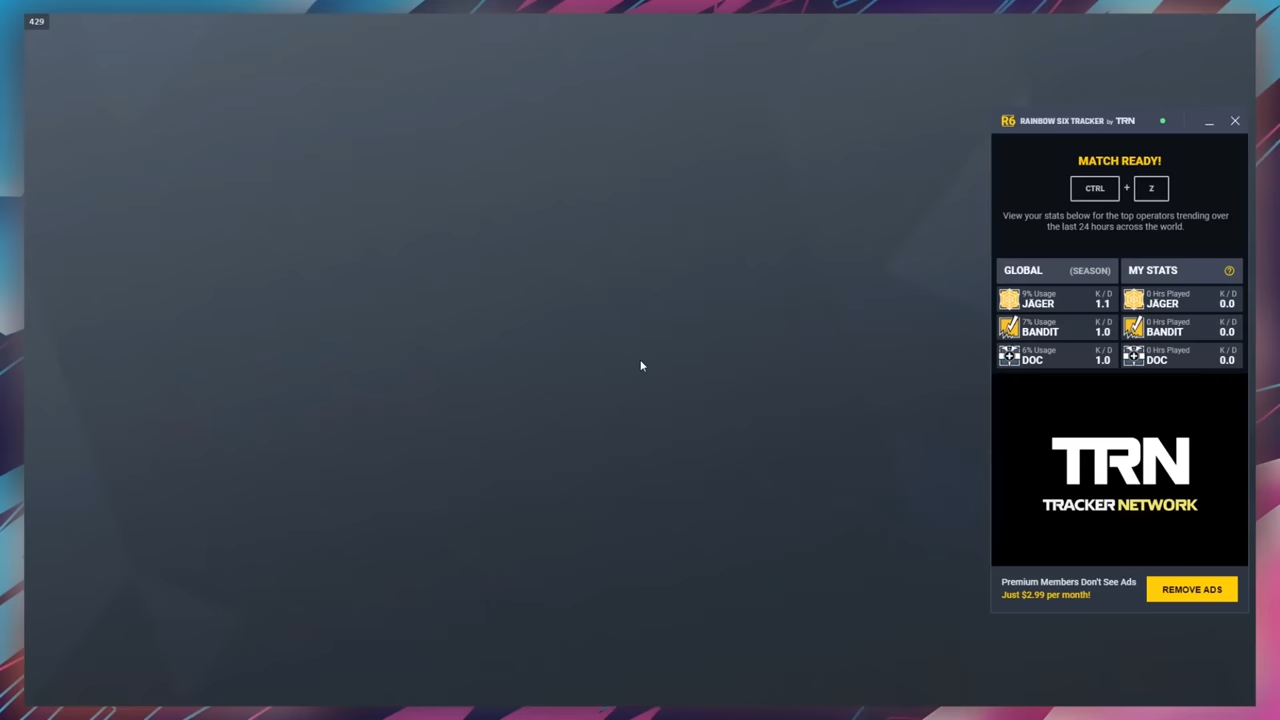 429
R6 RAINBOW SIX TRACKER by TRN
MATCH READY!
CTRL + Z
View your stats below for the top operators trending over
the last 24 hours across the world.
GLOBAL (SEASON) MY STATS ?
9% Usage K / D 0 Hrs Played K / D
JÄGER 1.1 JÄGER 0.0
7% Usage K / D 0 Hrs Played K / D
BANDIT 1.0 BANDIT 0.0
6% Usage K / D 0 Hrs Played K / D
DOC 1.0 DOC 0.0
TRN
TRACKER NETWORK
Premium Members Don't See Ads
Just $2.99 per month!
REMOVE ADS